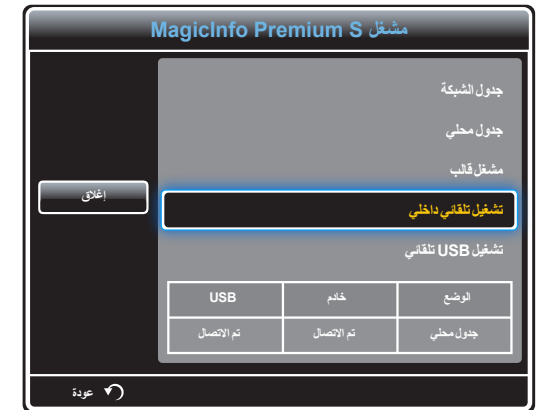 مشغل MagicInfo Premium S
جدول الشبكة
جدول محلي
مشغل قالب
تشغيل تلقائي داخلي
تشغيل USB تلقائي
إغلاق
الوضع خادم USB
جدول محلي تم الاتصال تم الاتصال
عودة